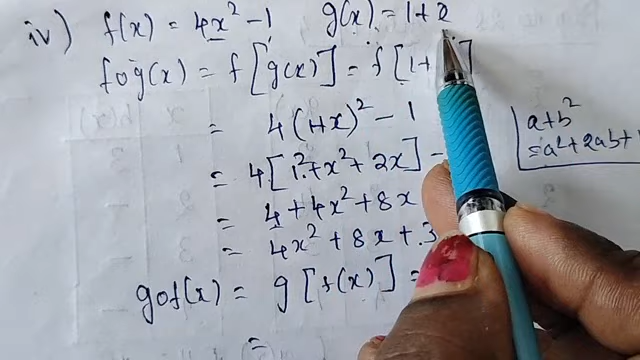 iv) f(x) = 4x² - 1 g(x) = 1 + x
fog(x) = f[g(x)] = f[1+ ]
= 4(1+x)² - 1
= 4[1² + x² + 2x] -
= 4 + 4x² + 8x
= 4x² + 8x + 3
gof(x) = g[f(x)] =
=
a+b²
= a² + 2ab +